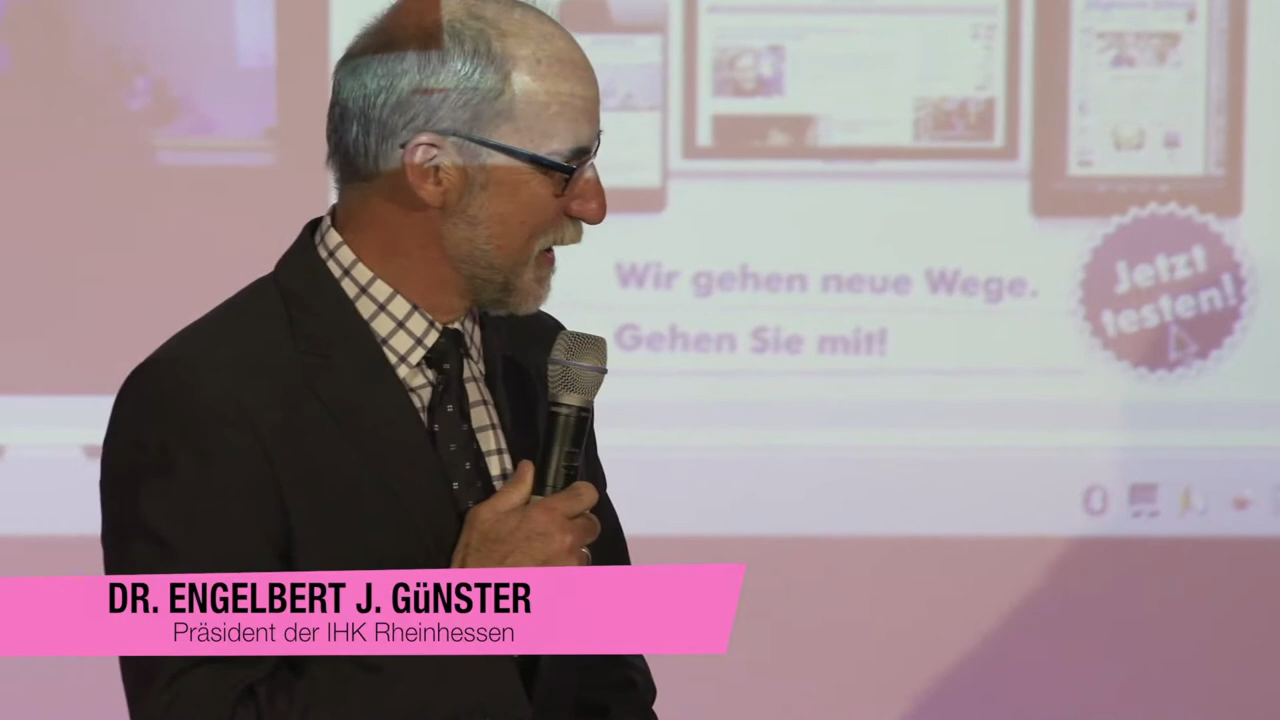 Wir gehen neue Wege.
Gehen Sie mit!
Jetzt
testen!
DR. ENGELBERT J. GüNSTER
Präsident der IHK Rheinhessen